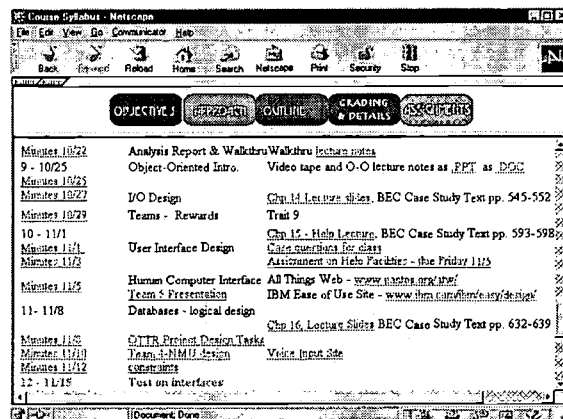 Course Syllabus - Netscape
File Edit View Go Communicator Help
Back Forward Reload Home Search Netscape Print Security Stop
OBJECTIVES APPROACH OUTLINE GRADING & DETAILS ASSIGNMENTS
Minutes 10/22 Analysis Report & Walkthru Walkthru lecture notes
9 - 10/25 Object-Oriented Intro. Video tape and O-O lecture notes as .PPT as .DOC
Minutes 10/25
Minutes 10/27 I/O Design Chp 14 Lecture slides, BEC Case Study Text pp. 545-552
Minutes 10/29 Teams - Rewards Trait 9
10 - 11/1 Chp 15 - Help Lecture, BEC Case Study Text pp. 593-598
Minutes 11/1 User Interface Design Case questions for class
Minutes 11/3 Assignment on Help Facilities - due Friday 11/5
Minutes 11/5 Human Computer Interface All Things Web -
Team 5 Presentation IBM Ease of Use Site - www.ibm.com/ibm/easy/design/
11- 11/8 Databases - logical design
Chp 16, Lecture Slides BEC Case Study Text pp. 632-639
Minutes 11/8 OTTR Project Design Tasks
Minutes 11/10 Team 4-NMU design Voice Input Site
Minutes 11/12 constraints
12 - 11/15 Test on interfaces
Document: Done